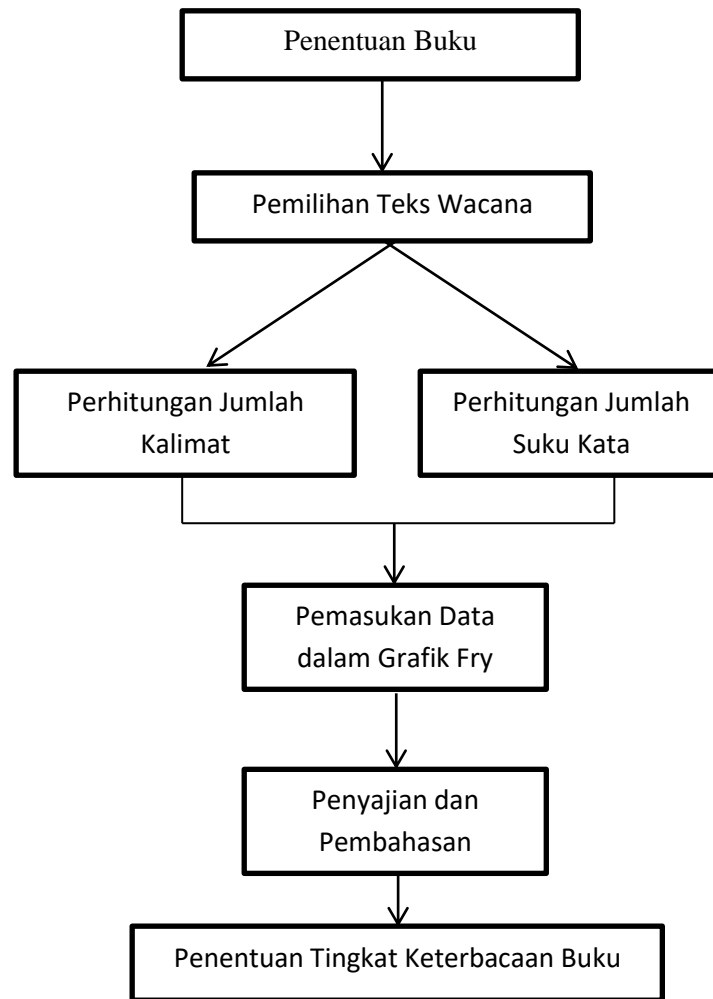 Penentuan Buku
Pemilihan Teks Wacana
Perhitungan Jumlah
Kalimat
Perhitungan Jumlah
Suku Kata
Pemasukan Data
dalam Grafik Fry
Penyajian dan
Pembahasan
Penentuan Tingkat Keterbacaan Buku